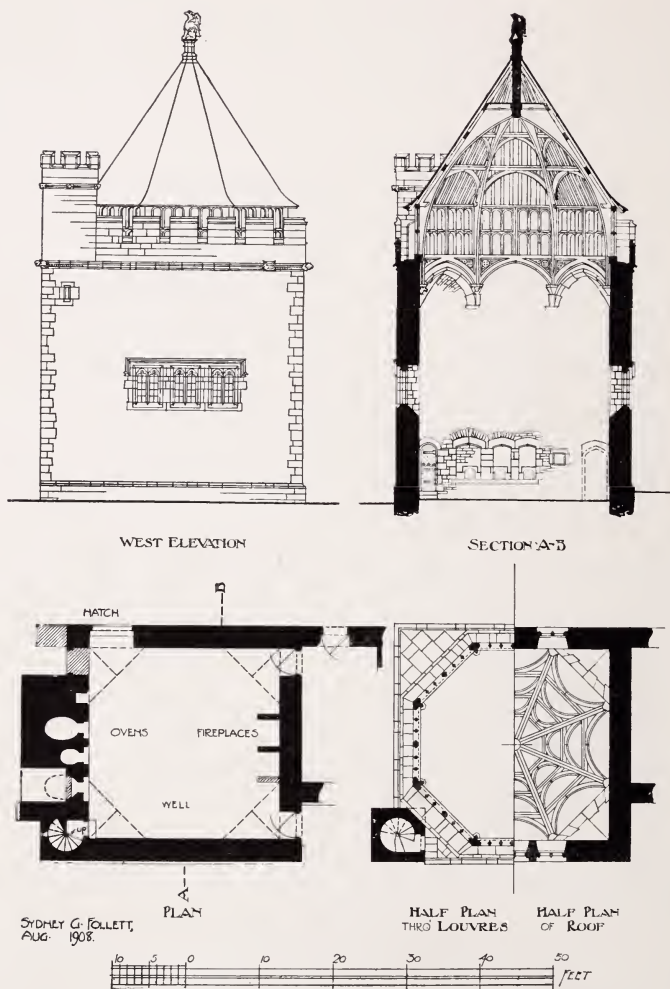 WEST ELEVATION
SECTION·A-B
B
HATCH
OVENS
FIREPLACES
WELL
UP
A
PLAN
HALF PLAN
THRO' LOUVRES
HALF PLAN
OF ROOF
SYDNEY G. FOLLETT,
AUG. 1908.
10 5 0 10 20 30 40 50
FEET